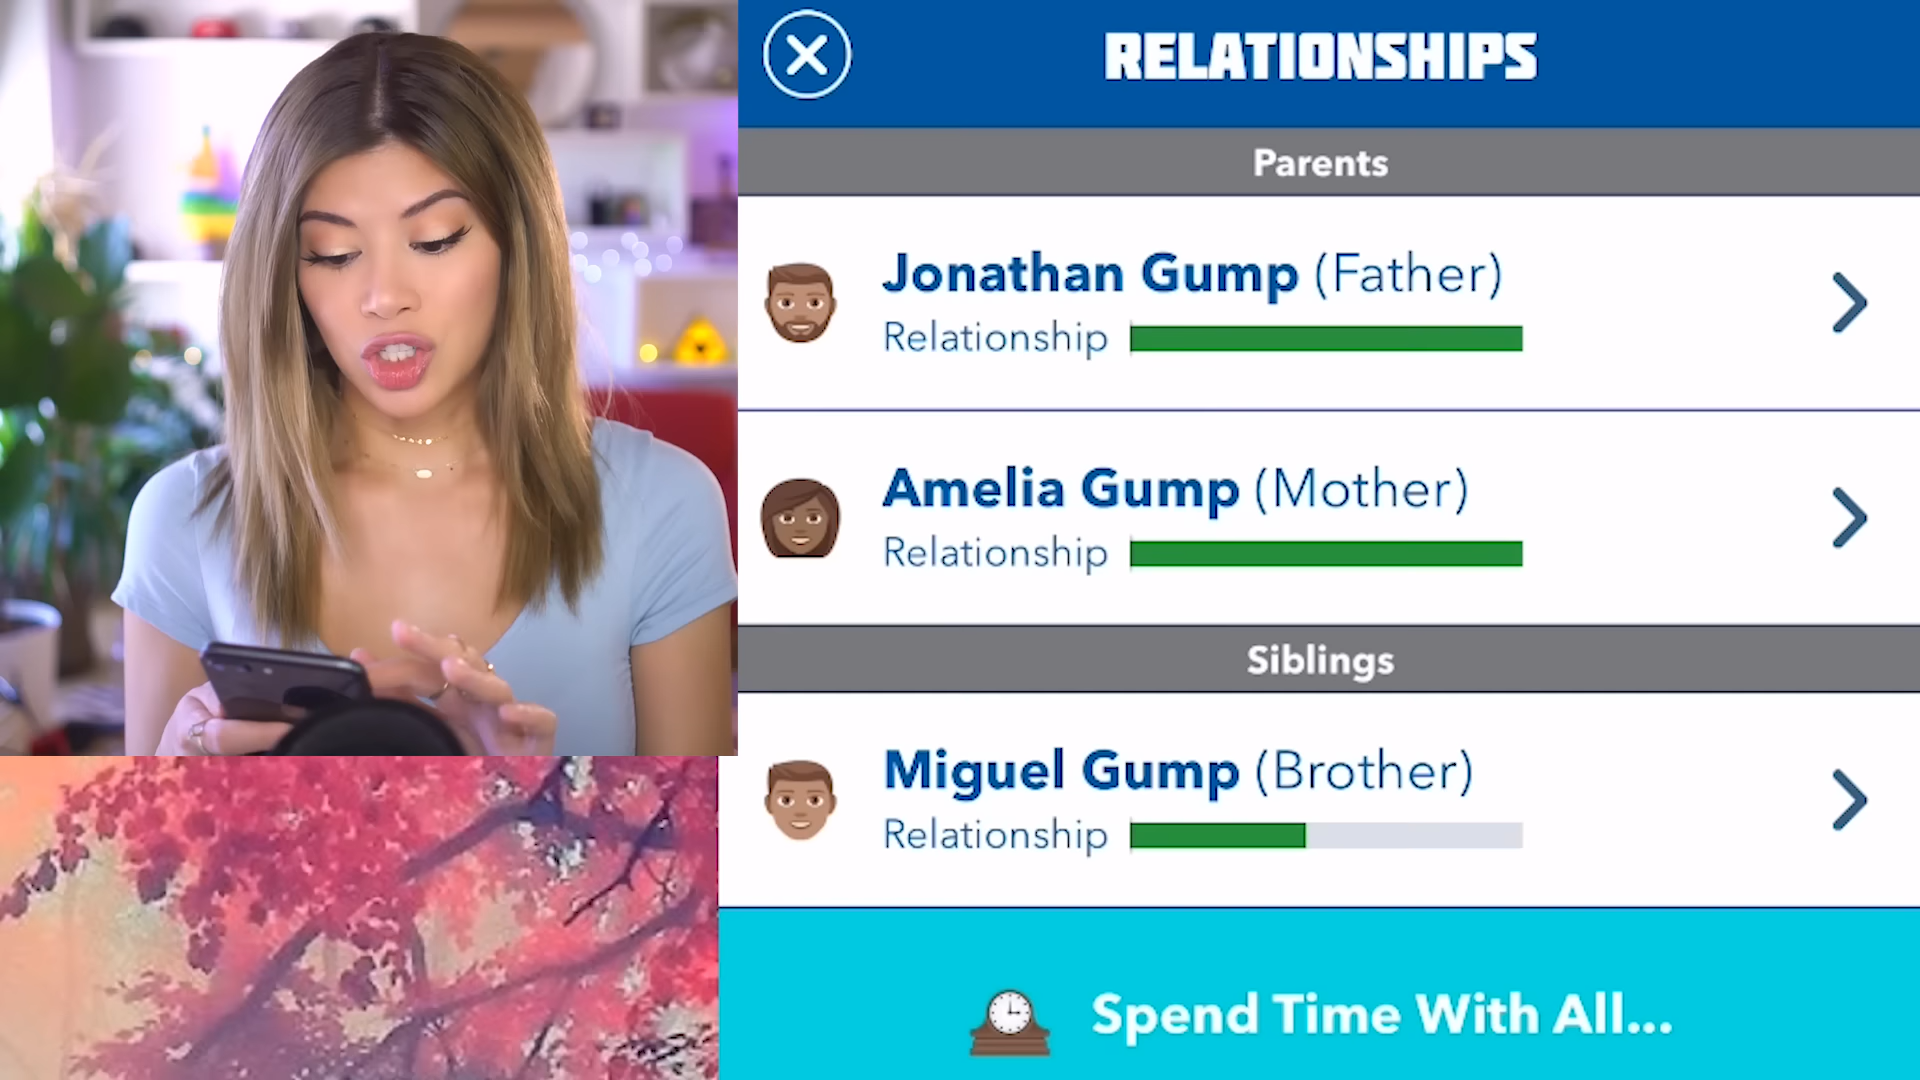 RELATIONSHIPS
Parents
Jonathan Gump (Father)
Relationship
Amelia Gump (Mother)
Relationship
Siblings
Miguel Gump (Brother)
Relationship
Spend Time With All...